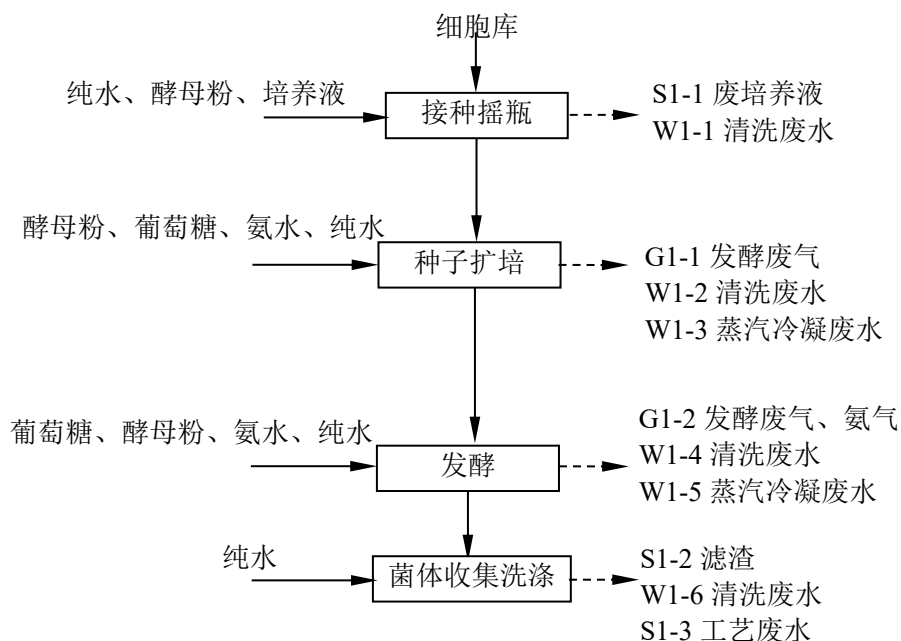 细胞库
纯水、酵母粉、培养液
接种摇瓶
S1-1 废培养液
W1-1 清洗废水
酵母粉、葡萄糖、氨水、纯水
种子扩培
G1-1 发酵废气
W1-2 清洗废水
W1-3 蒸汽冷凝废水
葡萄糖、酵母粉、氨水、纯水
发酵
G1-2 发酵废气、氨气
W1-4 清洗废水
W1-5 蒸汽冷凝废水
纯水
菌体收集洗涤
S1-2 滤渣
W1-6 清洗废水
S1-3 工艺废水